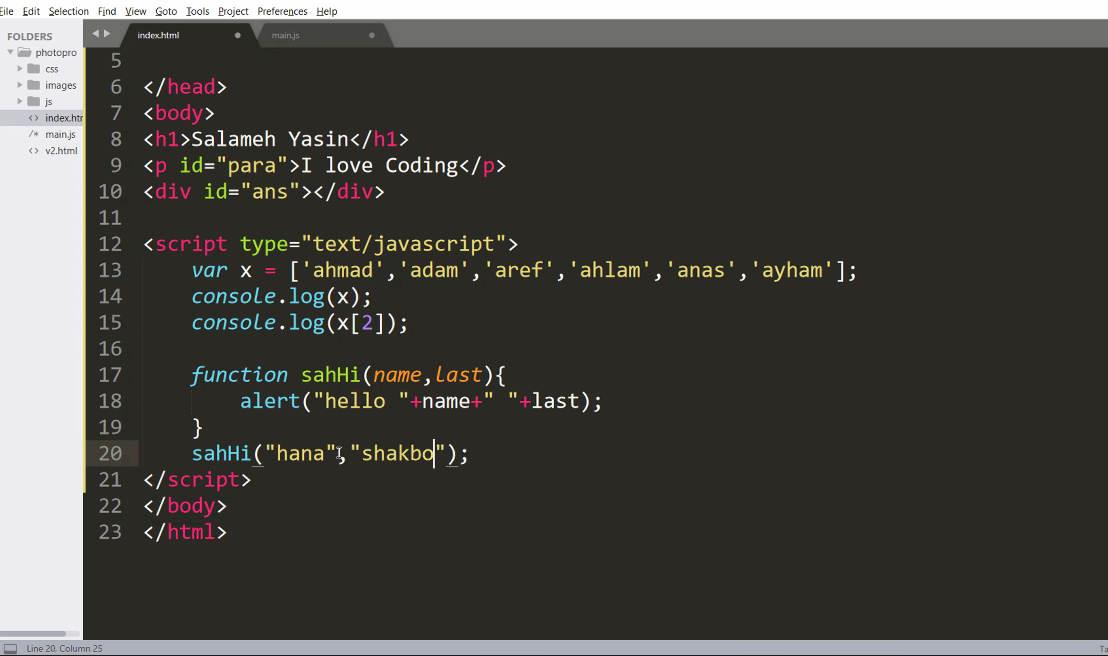 File Edit Selection Find View Goto Tools Project Preferences Help
FOLDERS
photopro
css
images
js
index.htm
main.js
v2.html
index.html
main.js
5
6 </head>
7 <body>
8 <h1>Salameh Yasin</h1>
9 <p id="para">I love Coding</p>
10 <div id="ans"></div>
11
12 <script type="text/javascript">
13 var x = ['ahmad','adam','aref','ahlam','anas','ayham'];
14 console.log(x);
15 console.log(x[2]);
16
17 function sahHi(name,last){
18 alert("hello "+name+" "+last);
19 }
20 sahHi("hana","shakbo");
21 </script>
22 </body>
23 </html>
Line 20, Column 25
Ta